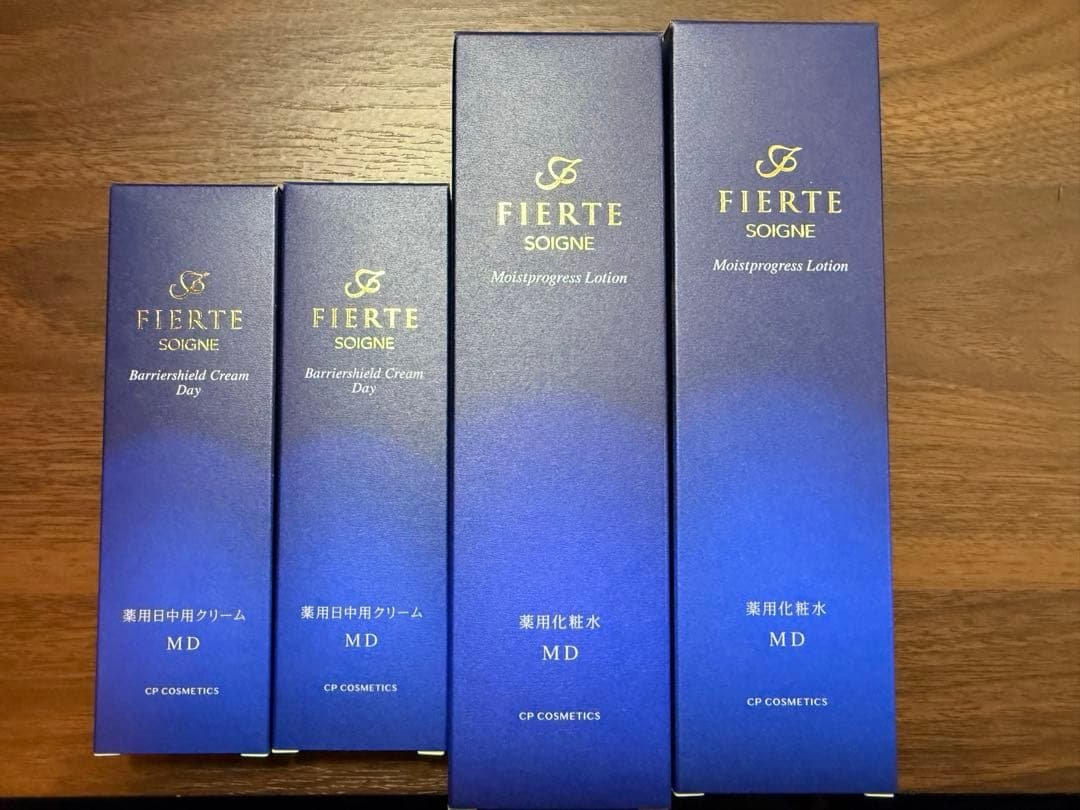 FIERTE
SOIGNE
Barriershield Cream
Day
薬用日中用クリーム
MD
CP COSMETICS
FIERTE
SOIGNE
Barriershield Cream
Day
薬用日中用クリーム
MD
CP COSMETICS
FIERTE
SOIGNE
Moistprogress Lotion
薬用化粧水
MD
CP COSMETICS
FIERTE
SOIGNE
Moistprogress Lotion
薬用化粧水
MD
CP COSMETICS